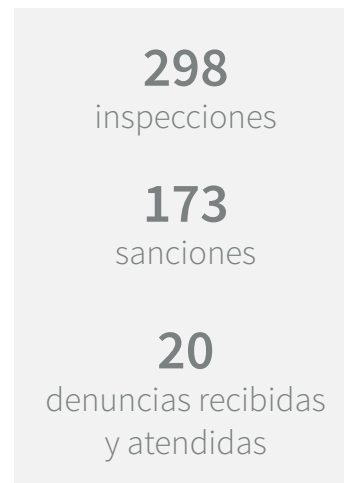 298
inspecciones
173
sanciones
20
denuncias recibidas
y atendidas